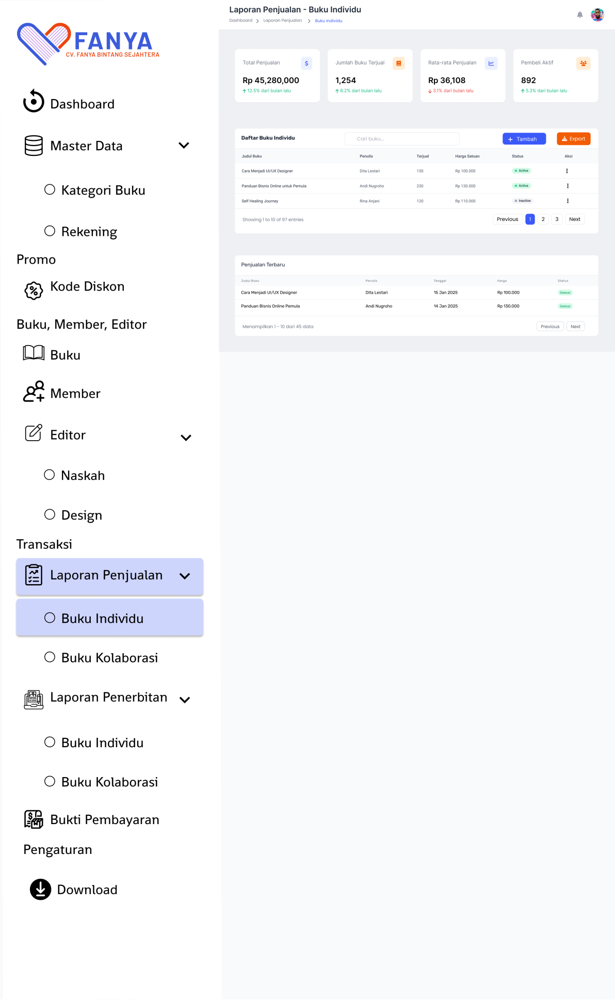 FANYA
CV. FANYA BINTANG SEJAHTERA
Dashboard
Master Data
Kategori Buku
Rekening
Promo
Kode Diskon
Buku, Member, Editor
Buku
Member
Editor
Naskah
Design
Transaksi
Laporan Penjualan
Buku Individu
Buku Kolaborasi
Laporan Penerbitan
Buku Individu
Buku Kolaborasi
Bukti Pembayaran
Pengaturan
Download
Laporan Penjualan - Buku Individu
Dashboard > Laporan Penjualan > Buku Individu
Total Penjualan
Rp 45,280,000
↑ 12.5% dari bulan lalu
Jumlah Buku Terjual
1,254
↑ 8.2% dari bulan lalu
Rata-rata Penjualan
Rp 36,108
↓ 3.1% dari bulan lalu
Pembeli Aktif
892
↑ 5.3% dari bulan lalu
Daftar Buku Individu Cari buku... + Tambah Export
Judul Buku Penulis Terjual Harga Satuan Status Aksi
Cara Menjadi UI/UX Designer Dita Lestari 150 Rp 100.000 Active
Panduan Bisnis Online untuk Pemula Andi Nugroho 230 Rp 130.000 Active
Self Healing Journey Rina Anjani 120 Rp 110.000 Inactive
Showing 1 to 10 of 97 entries Previous 1 2 3 Next
Penjualan Terbaru
Judul Buku Penulis Tanggal Harga Status
Cara Menjadi UI/UX Designer Dita Lestari 15 Jan 2025 Rp 100.000 Selesai
Panduan Bisnis Online Pemula Andi Nugroho 14 Jan 2025 Rp 130.000 Selesai
Menampilkan 1 - 10 dari 45 data Previous Next